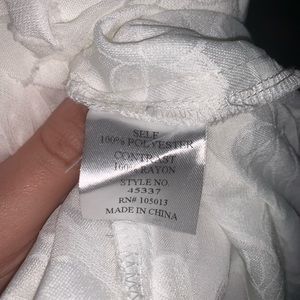 SELF
100% POLYESTER
CONTRAST
100% RAYON
STYLE NO.
45337
RN# 105013
MADE IN CHINA